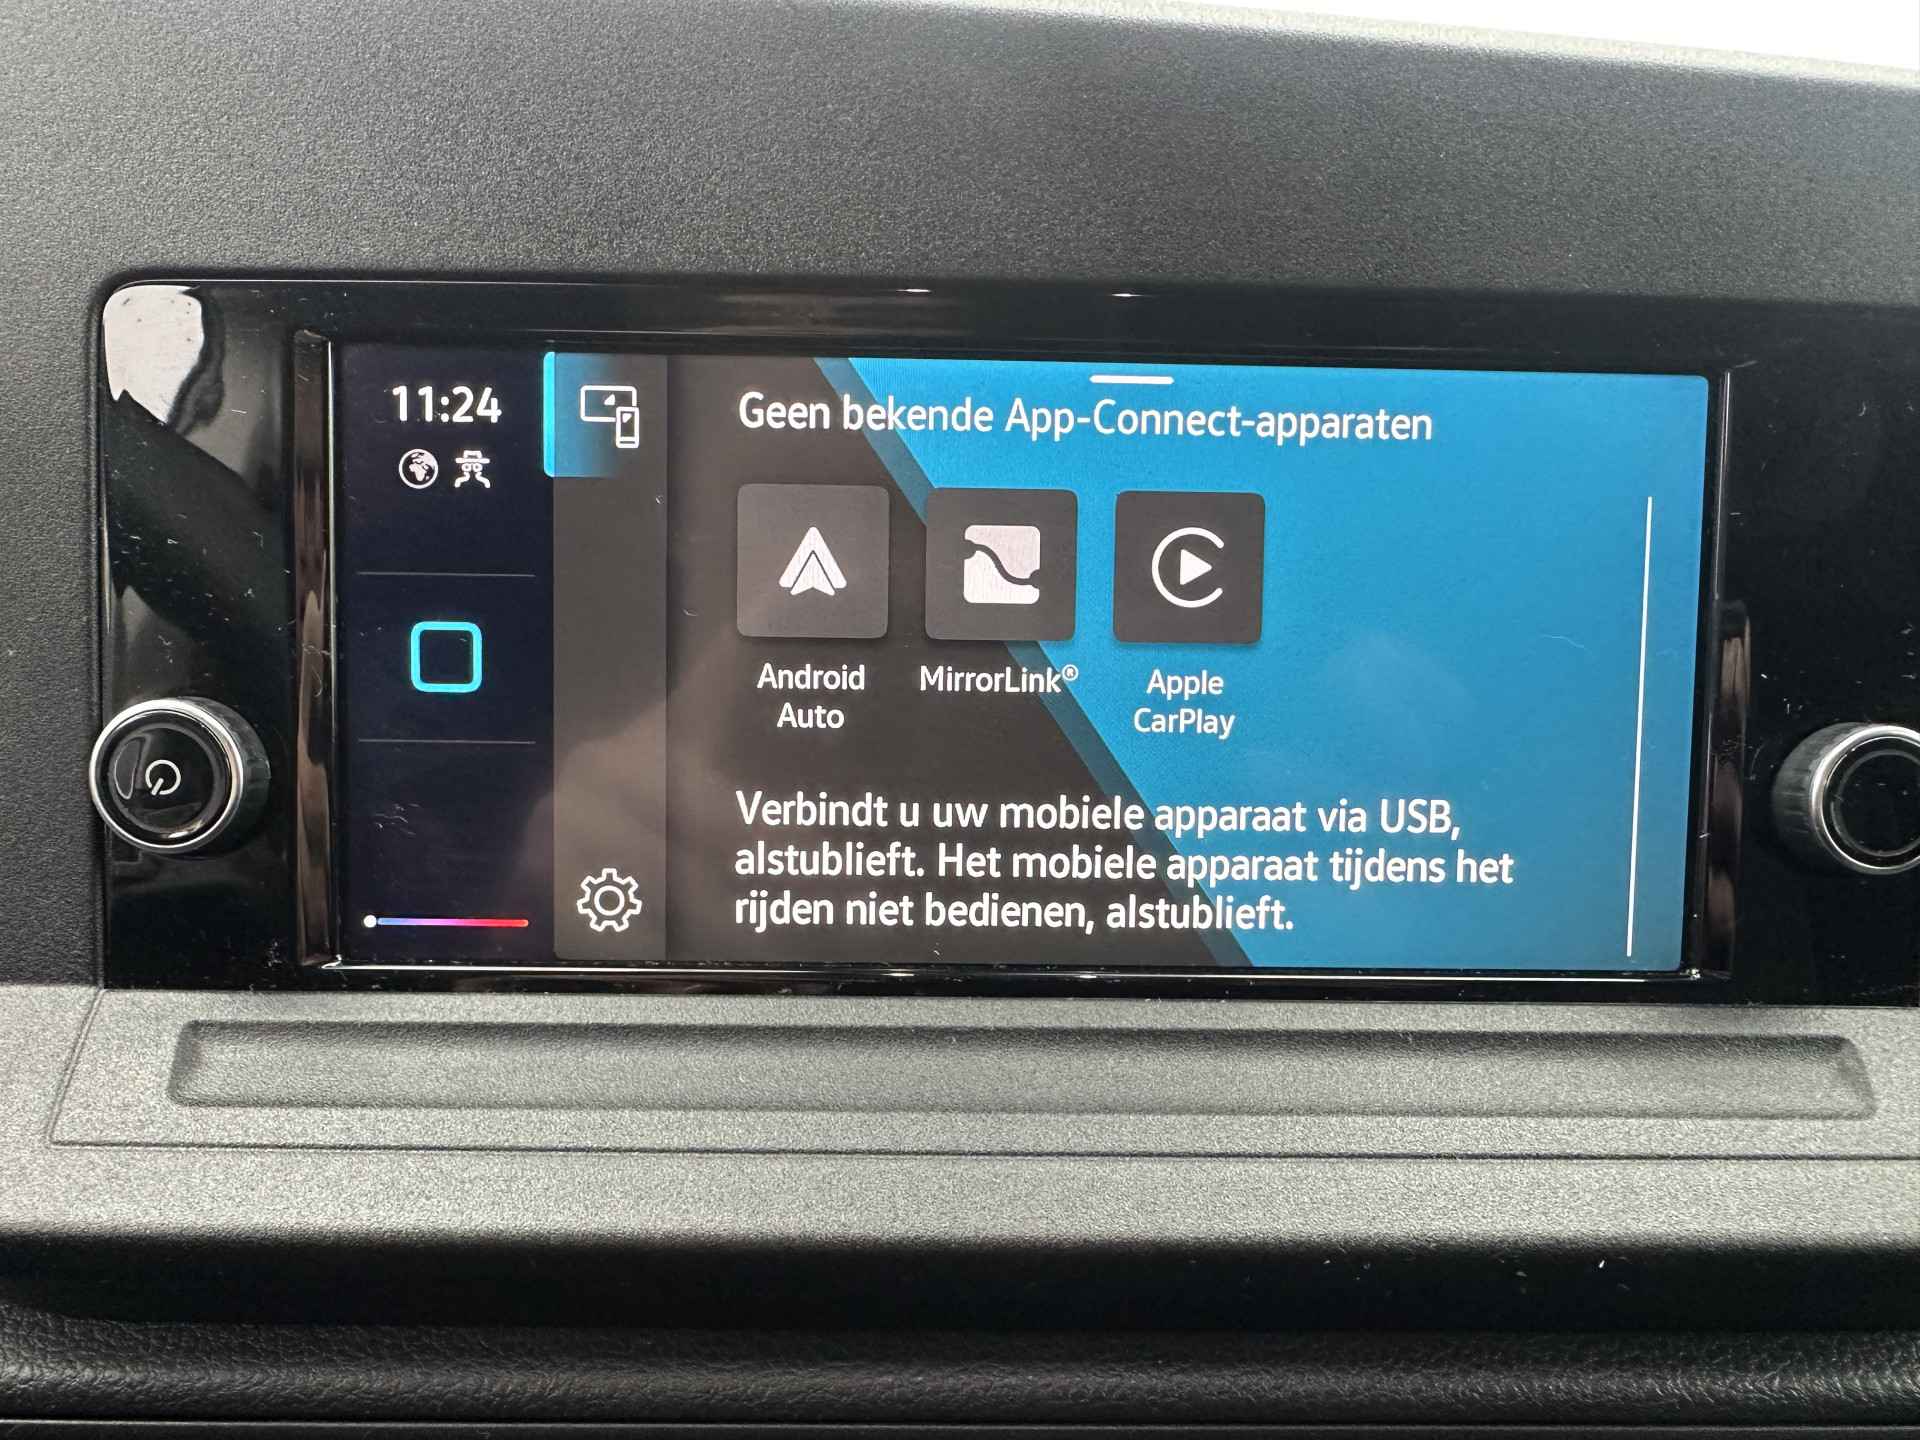 11:24
Geen bekende App-Connect-apparaten
Android
Auto
MirrorLink®
Apple
CarPlay
Verbindt u uw mobiele apparaat via USB,
alstublieft. Het mobiele apparaat tijdens het
rijden niet bedienen, alstublieft.